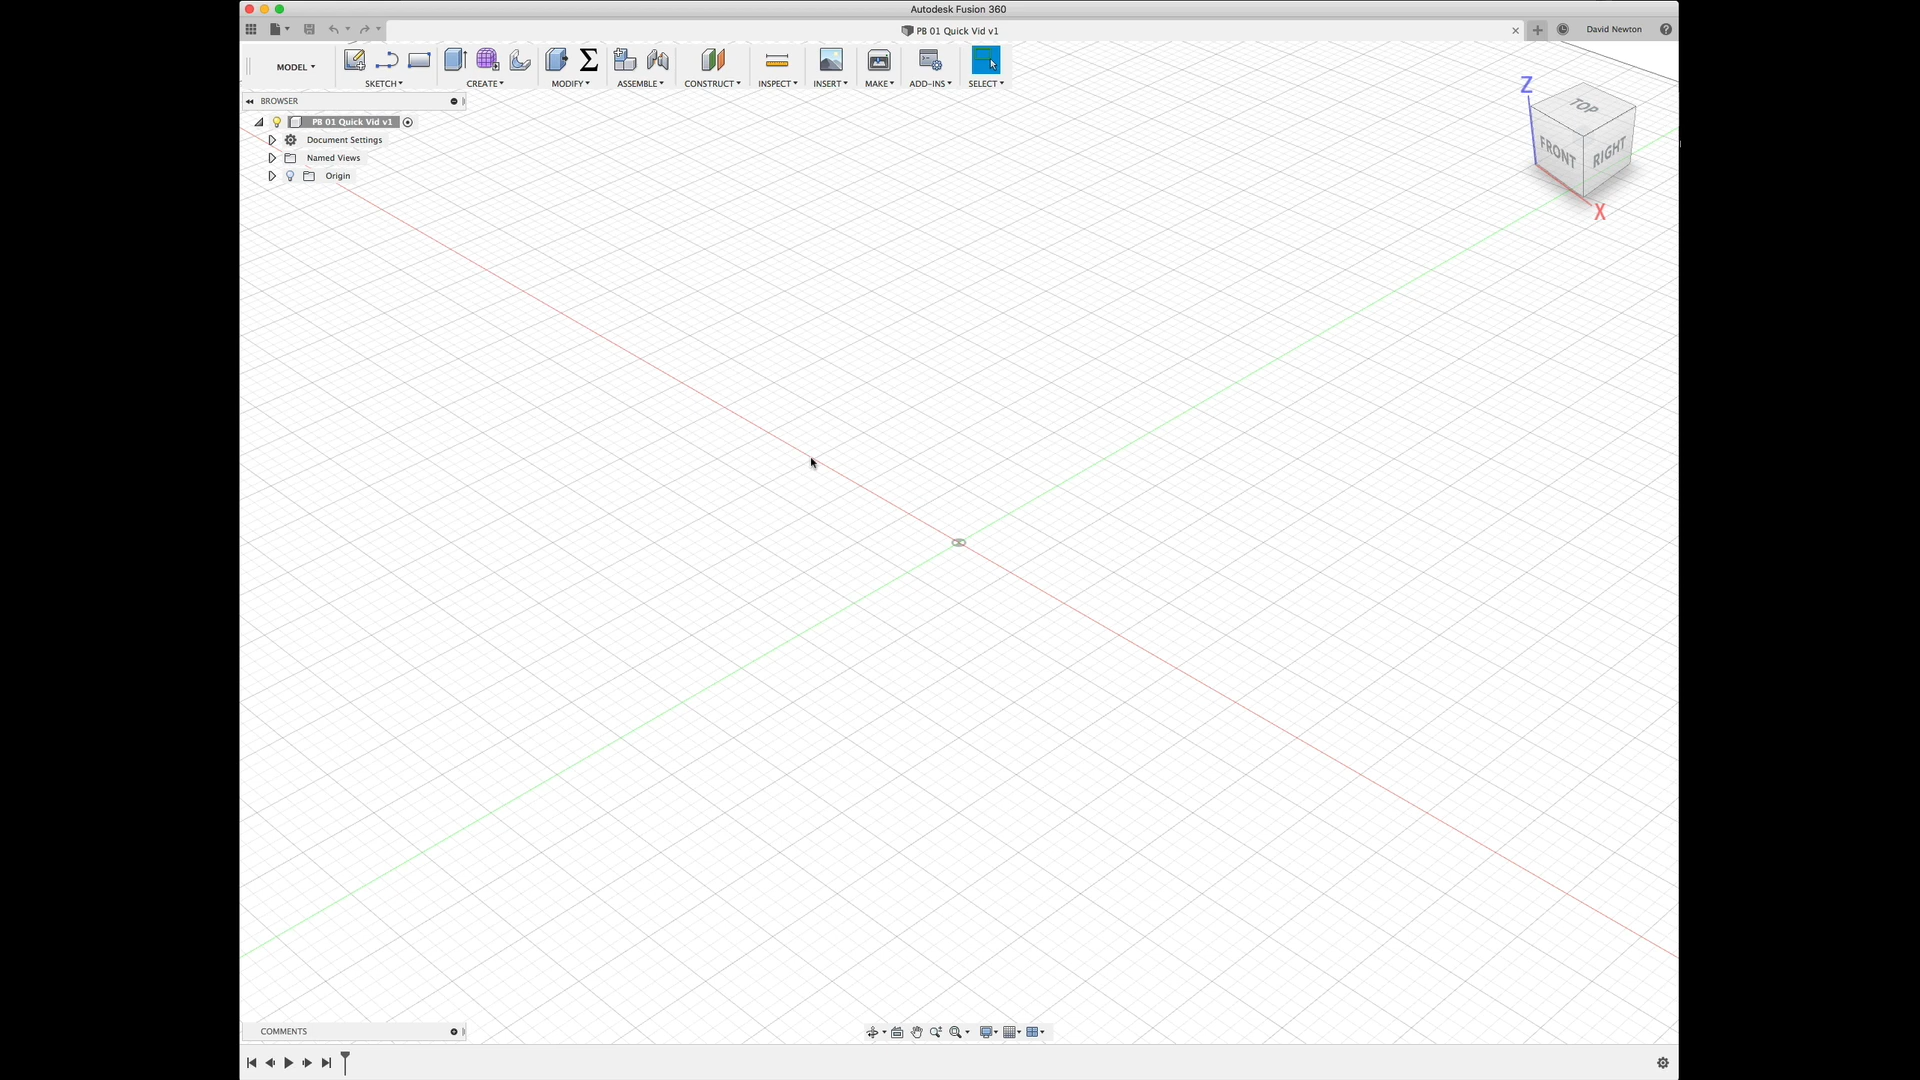 Autodesk Fusion 360
PB 01 Quick Vid v1
David Newton
MODEL
SKETCH
CREATE
MODIFY
ASSEMBLE
CONSTRUCT
INSPECT
INSERT
MAKE
ADD-INS
SELECT
BROWSER
PB 01 Quick Vid v1
Document Settings
Named Views
Origin
Z
TOP
FRONT
RIGHT
X
COMMENTS